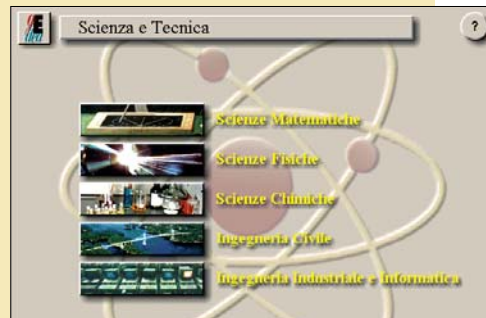 Scienza e Tecnica
?
Scienze Matematiche
Scienze Fisiche
Scienze Chimiche
Ingegneria Civile
Ingegneria Industriale e Informatica